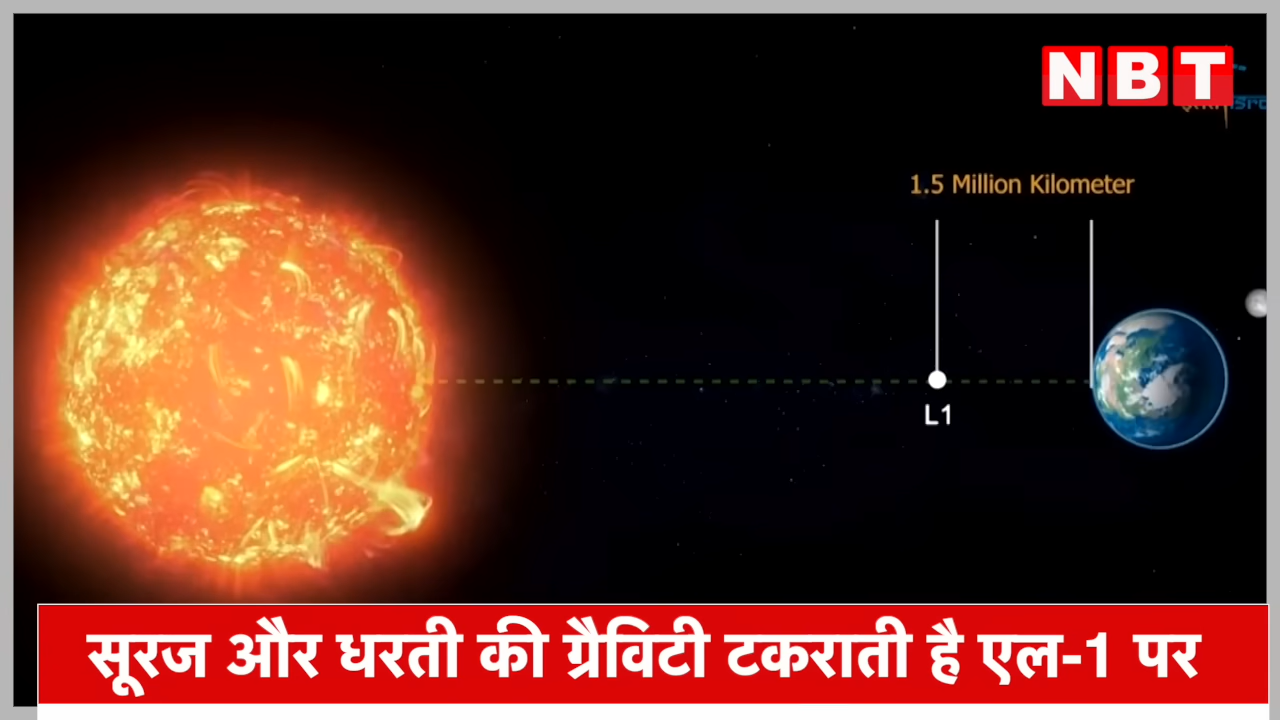 NBT
1.5 Million Kilometer
L1
सूरज और धरती की ग्रैविटी टकराती है एल-1 पर